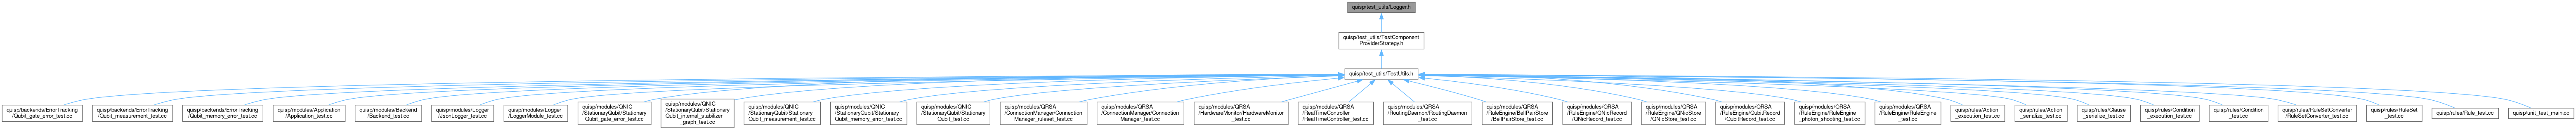 quisp/test_utils/Logger.h
quisp/test_utils/TestComponent
ProviderStrategy.h
quisp/test_utils/TestUtils.h
quisp/backends/ErrorTracking
/Qubit_gate_error_test.cc
quisp/backends/ErrorTracking
/Qubit_measurement_test.cc
quisp/backends/ErrorTracking
/Qubit_memory_error_test.cc
quisp/modules/Application
/Application_test.cc
quisp/modules/Backend
/Backend_test.cc
quisp/modules/Logger
/JsonLogger_test.cc
quisp/modules/Logger
/LoggerModule_test.cc
quisp/modules/QNIC
/StationaryQubit/Stationary
Qubit_gate_error_test.cc
quisp/modules/QNIC
/StationaryQubit/Stationary
Qubit_internal_stabilizer
_graph_test.cc
quisp/modules/QNIC
/StationaryQubit/Stationary
Qubit_measurement_test.cc
quisp/modules/QNIC
/StationaryQubit/Stationary
Qubit_memory_error_test.cc
quisp/modules/QNIC
/StationaryQubit/Stationary
Qubit_test.cc
quisp/modules/QRSA
/ConnectionManager/Connection
Manager_ruleset_test.cc
quisp/modules/QRSA
/ConnectionManager/Connection
Manager_test.cc
quisp/modules/QRSA
/HardwareMonitor/HardwareMonitor
_test.cc
quisp/modules/QRSA
/RealTimeController
/RealTimeController_test.cc
quisp/modules/QRSA
/RoutingDaemon/RoutingDaemon
_test.cc
quisp/modules/QRSA
/RuleEngine/BellPairStore
/BellPairStore_test.cc
quisp/modules/QRSA
/RuleEngine/QNicRecord
/QNicRecord_test.cc
quisp/modules/QRSA
/RuleEngine/QNicStore
/QNicStore_test.cc
quisp/modules/QRSA
/RuleEngine/QubitRecord
/QubitRecord_test.cc
quisp/modules/QRSA
/RuleEngine/RuleEngine
_photon_shooting_test.cc
quisp/modules/QRSA
/RuleEngine/RuleEngine
_test.cc
quisp/rules/Action
_execution_test.cc
quisp/rules/Action
_serialize_test.cc
quisp/rules/Clause
_serialize_test.cc
quisp/rules/Condition
_execution_test.cc
quisp/rules/Condition
_test.cc
quisp/rules/RuleSetConverter
/RuleSetConverter_test.cc
quisp/rules/RuleSet
_test.cc
quisp/rules/Rule_test.cc
quisp/unit_test_main.cc